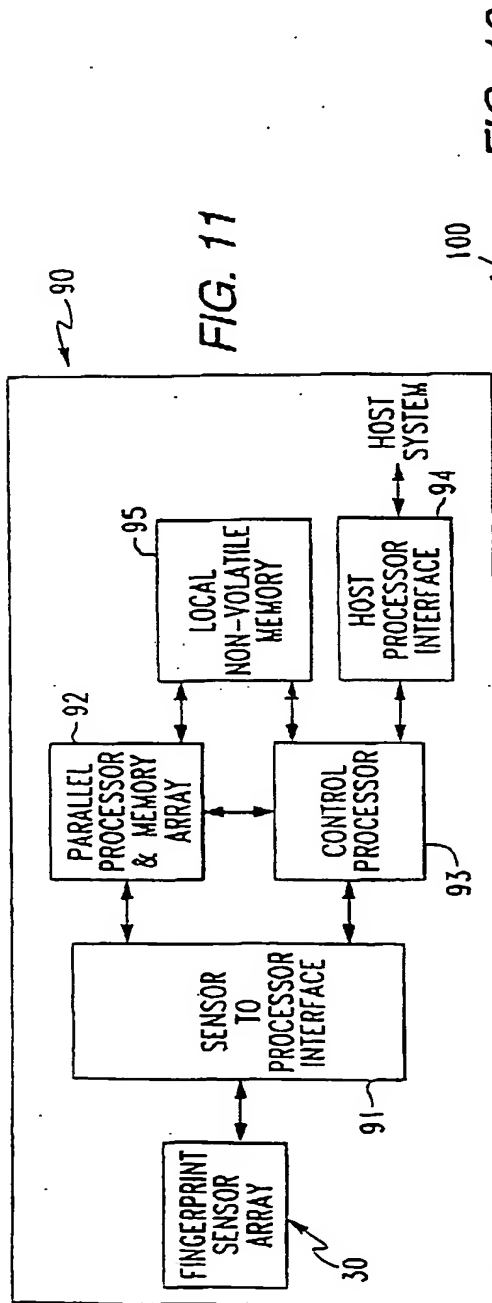 FIG. 11
90
FINGERPRINT
SENSOR
ARRAY
30
SENSOR
TO
PROCESSOR
INTERFACE
91
92
PARALLEL
PROCESSOR
& MEMORY
ARRAY
CONTROL
PROCESSOR
93
95
LOCAL
NON-VOLATILE
MEMORY
HOST
PROCESSOR
INTERFACE
94
HOST
SYSTEM
100